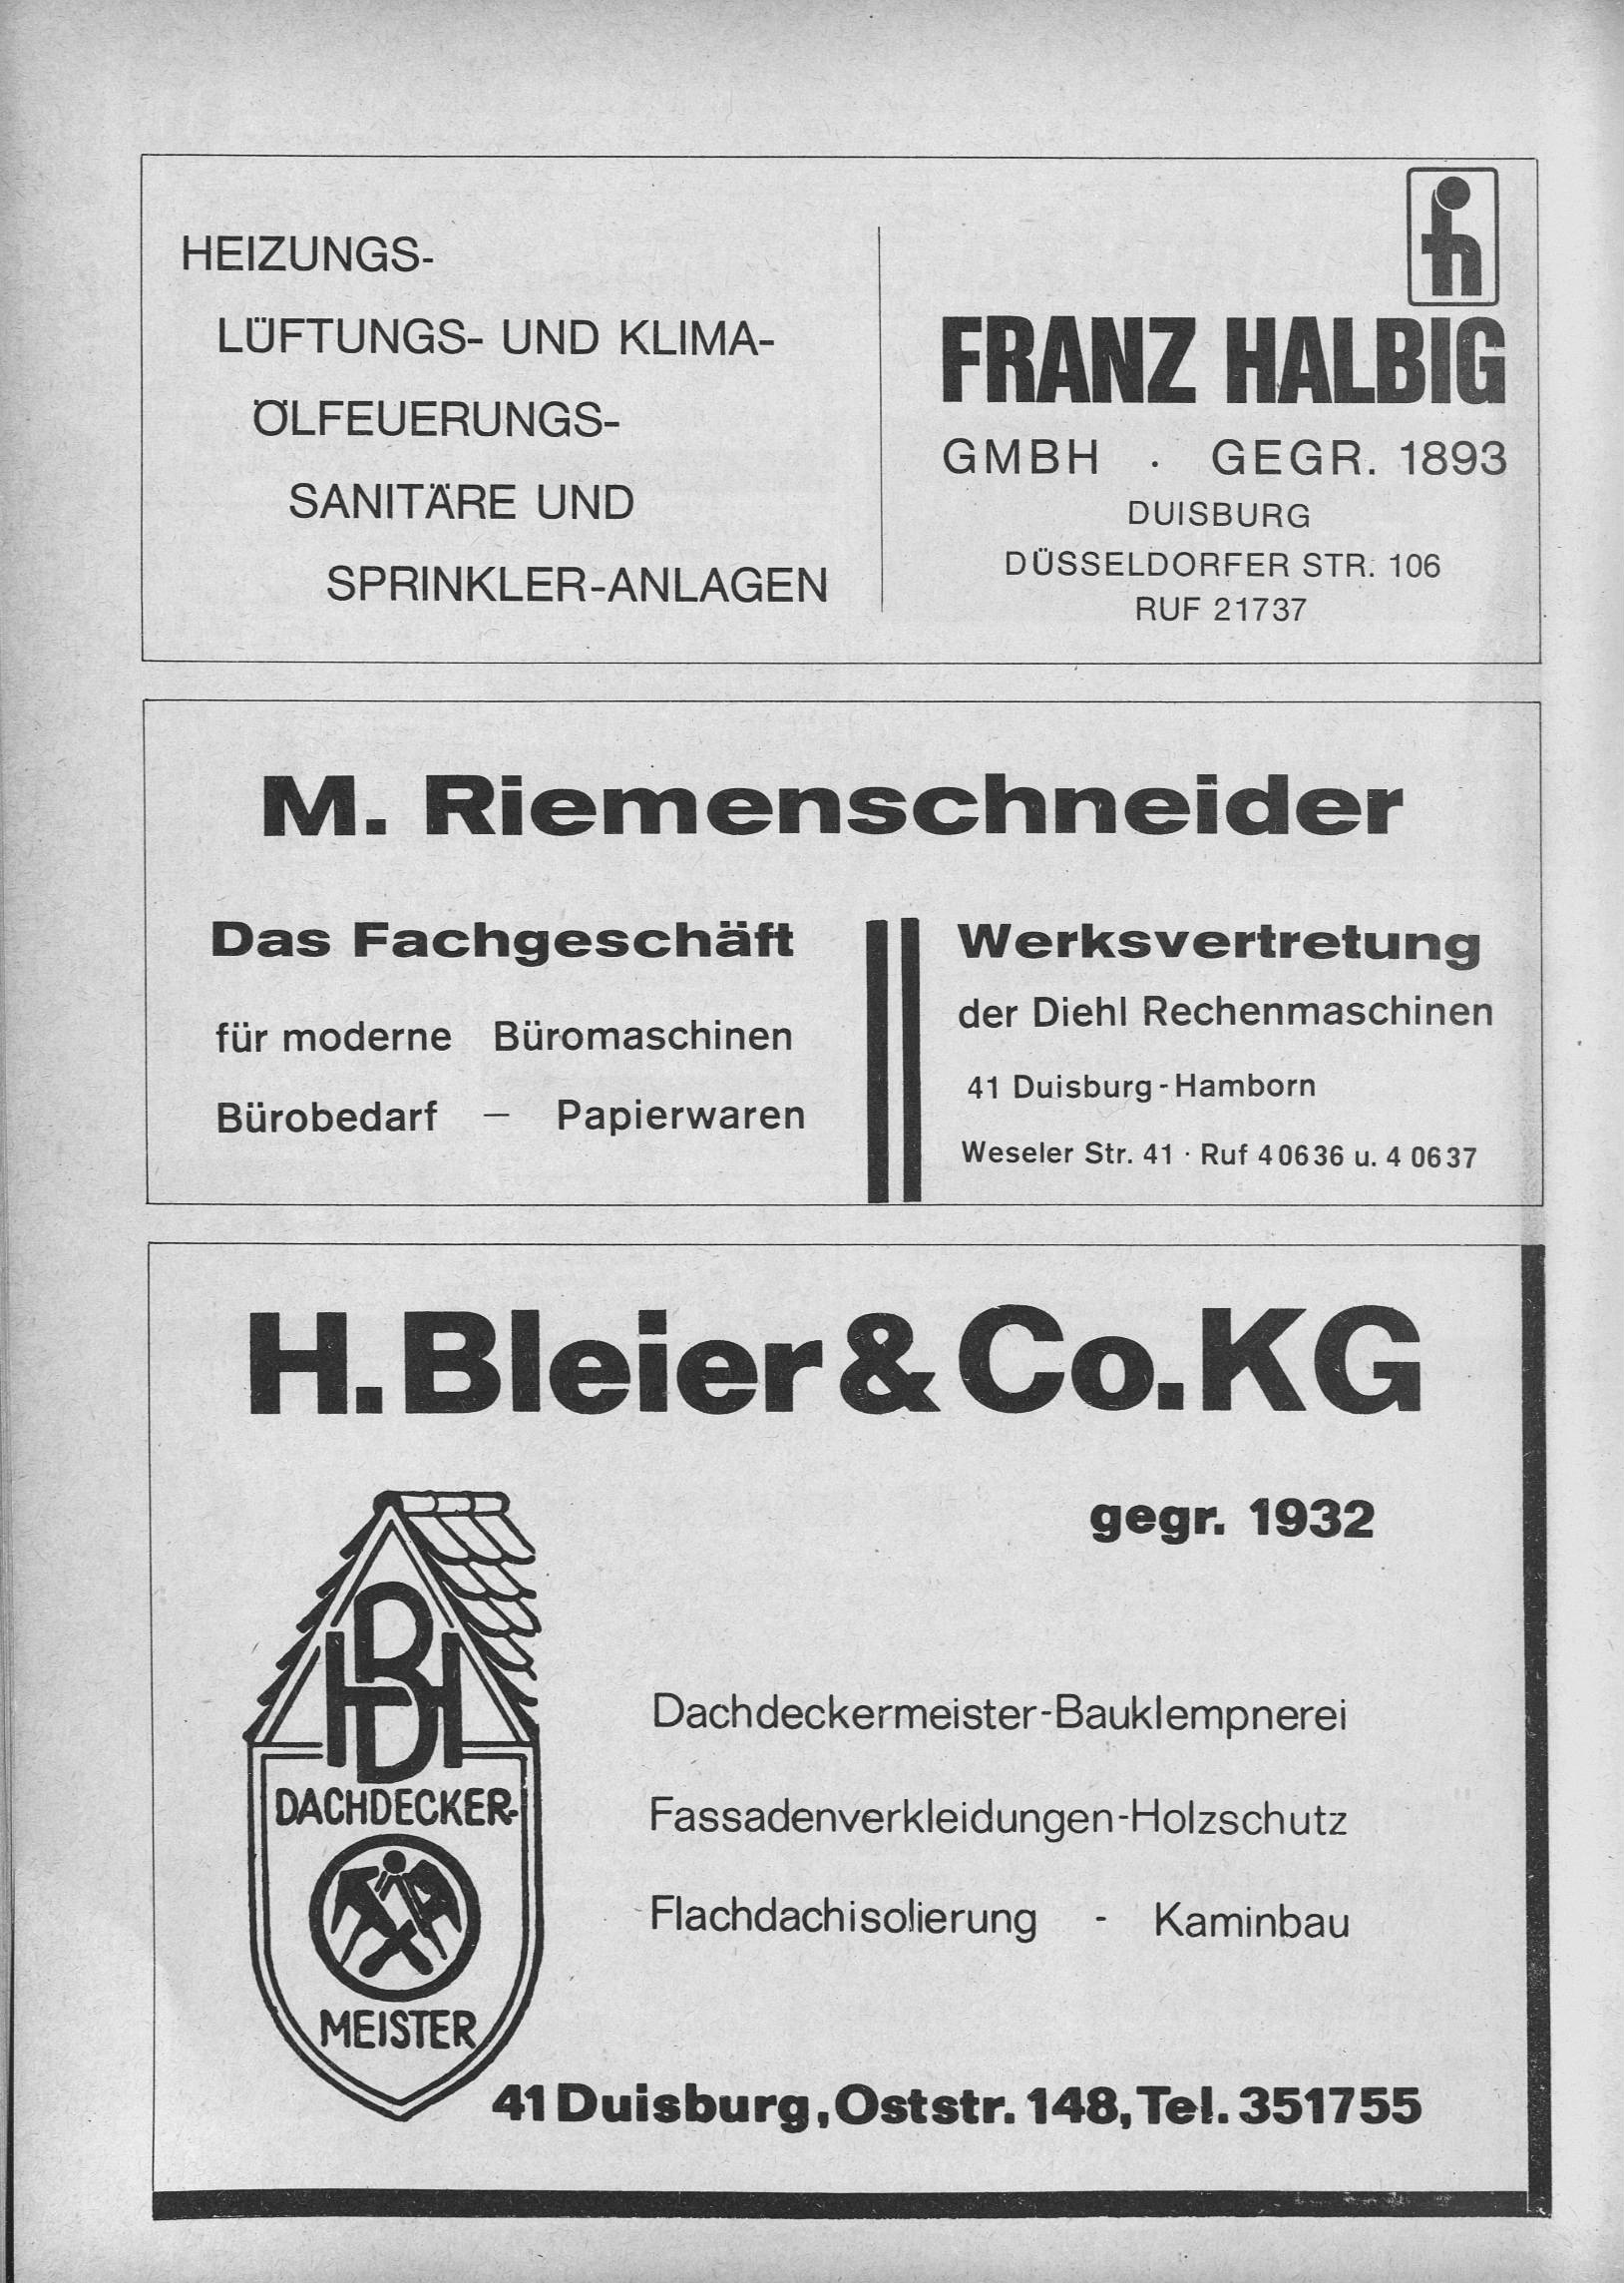 HEIZUNGS-
LÜFTUNGS- UND KLIMA-
ÖLFEUERUNGS-
SANITÄRE UND
SPRINKLER-ANLAGEN
fh
FRANZ HALBIG
GMBH · GEGR. 1893
DUISBURG
DÜSSELDORFER STR. 106
RUF 21737
M. Riemenschneider
Das Fachgeschäft
für moderne Büromaschinen
Bürobedarf — Papierwaren
Werksvertretung
der Diehl Rechenmaschinen
41 Duisburg-Hamborn
Weseler Str. 41 · Ruf 40636 u. 4 0637
H. Bleier & Co. KG
gegr. 1932
HB
DACHDECKER-
MEISTER
Dachdeckermeister-Bauklempnerei
Fassadenverkleidungen-Holzschutz
Flachdachisolierung - Kaminbau
41 Duisburg, Oststr. 148, Tel. 351755